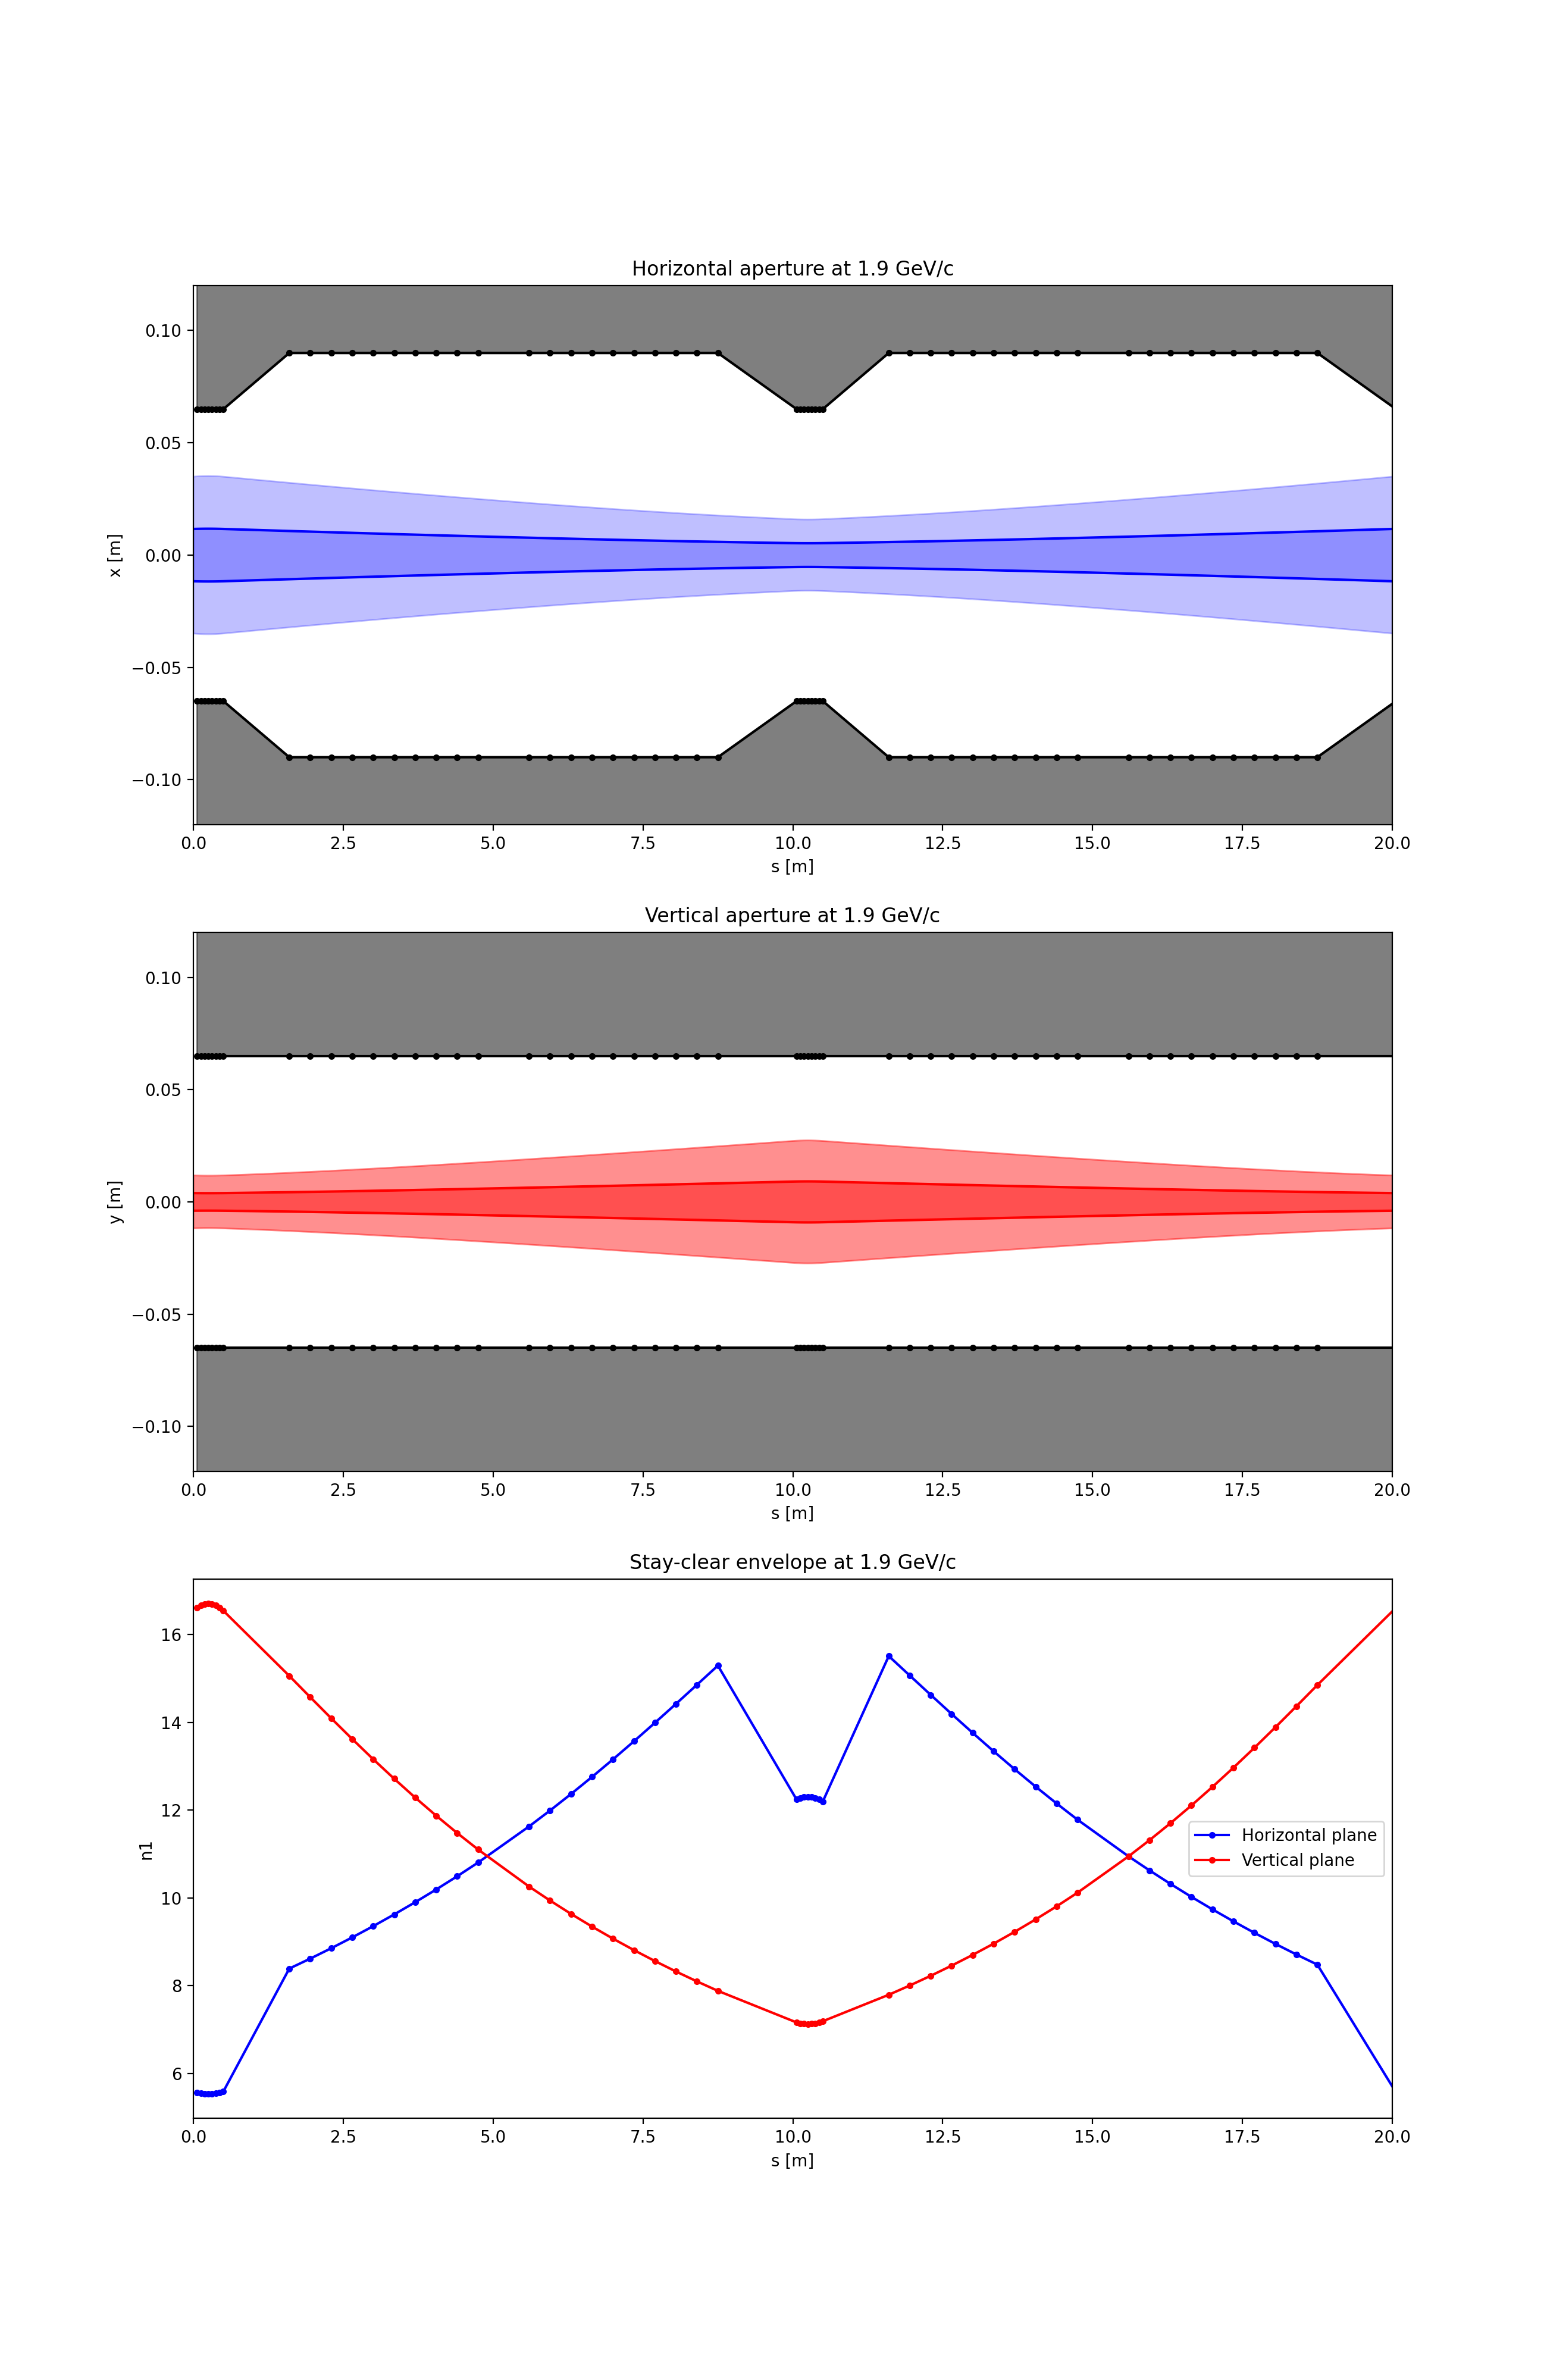 Horizontal aperture at 1.9 GeV/c
0.10
0.05
0.00
−0.05
−0.10
x [m]
0.0 2.5 5.0 7.5 10.0 12.5 15.0 17.5 20.0
s [m]
Vertical aperture at 1.9 GeV/c
0.10
0.05
0.00
−0.05
−0.10
y [m]
0.0 2.5 5.0 7.5 10.0 12.5 15.0 17.5 20.0
s [m]
Stay-clear envelope at 1.9 GeV/c
16
14
12
10
8
6
n1
Horizontal plane
Vertical plane
0.0 2.5 5.0 7.5 10.0 12.5 15.0 17.5 20.0
s [m]